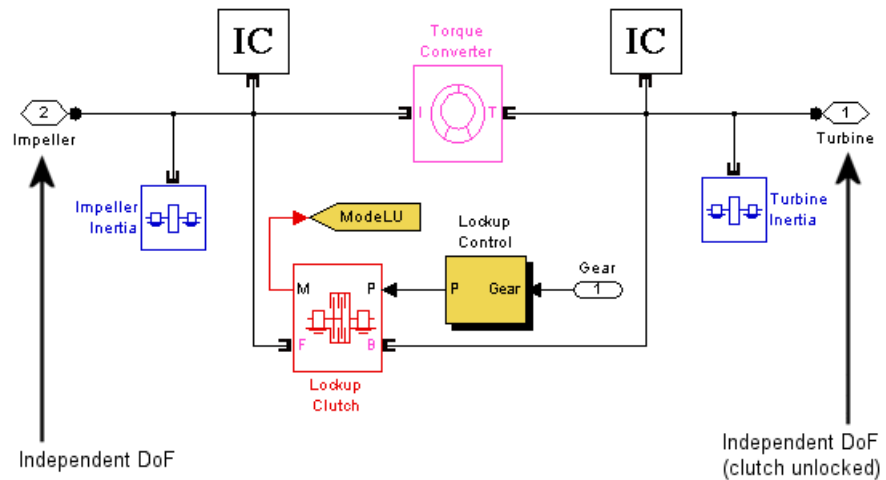 IC
IC
Torque
Converter
2
I
T
1
Impeller
Turbine
Impeller
Inertia
Turbine
Inertia
ModeLU
Lockup
Control
Gear
M
P
P
Gear
1
F
B
Lockup
Clutch
Independent DoF
Independent DoF
(clutch unlocked)